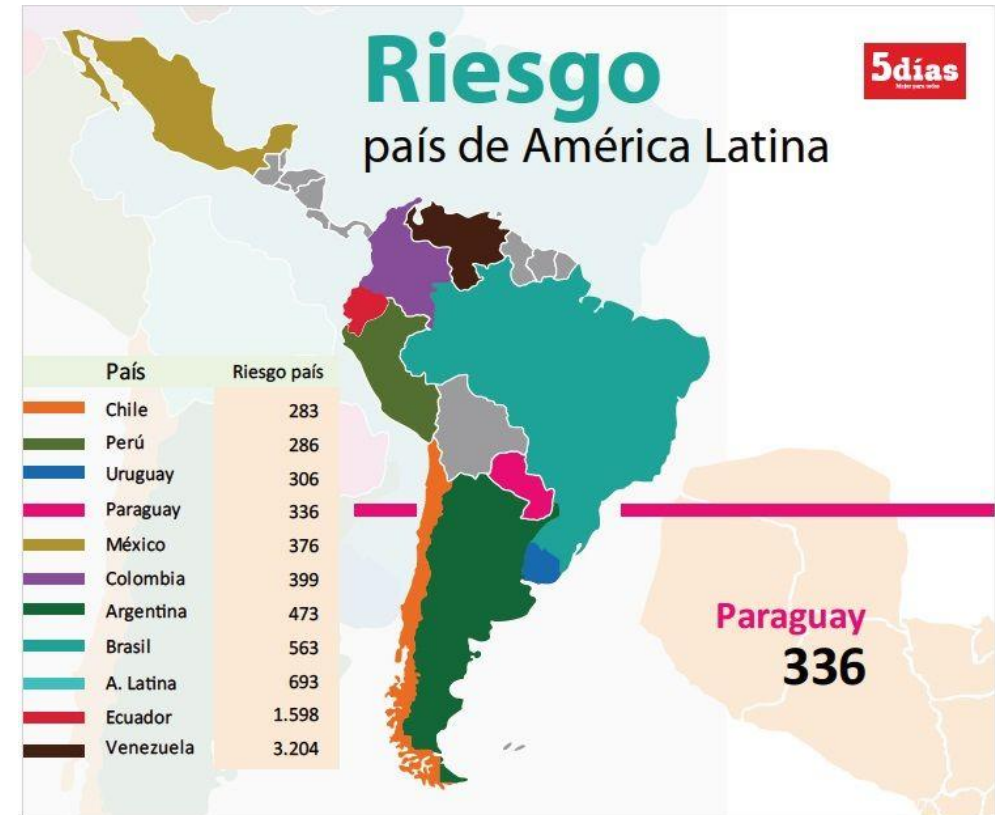 Riesgo
país de América Latina
5días
País Riesgo país
Chile 283
Perú 286
Uruguay 306
Paraguay 336
México 376
Colombia 399
Argentina 473
Brasil 563
A. Latina 693
Ecuador 1.598
Venezuela 3.204
Paraguay
336